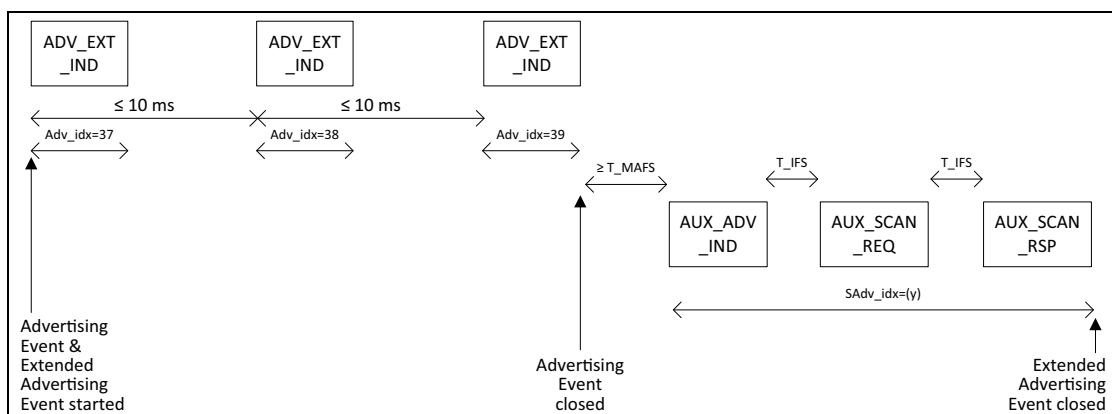 ADV_EXT
_IND
ADV_EXT
_IND
ADV_EXT
_IND
≤ 10 ms
≤ 10 ms
Adv_idx=37
Adv_idx=38
Adv_idx=39
≥ T_MAFS
T_IFS
T_IFS
AUX_ADV
_IND
AUX_SCAN
_REQ
AUX_SCAN
_RSP
SAdv_idx=(y)
Advertising
Event &
Extended
Advertising
Event started
Advertising
Event
closed
Extended
Advertising
Event closed